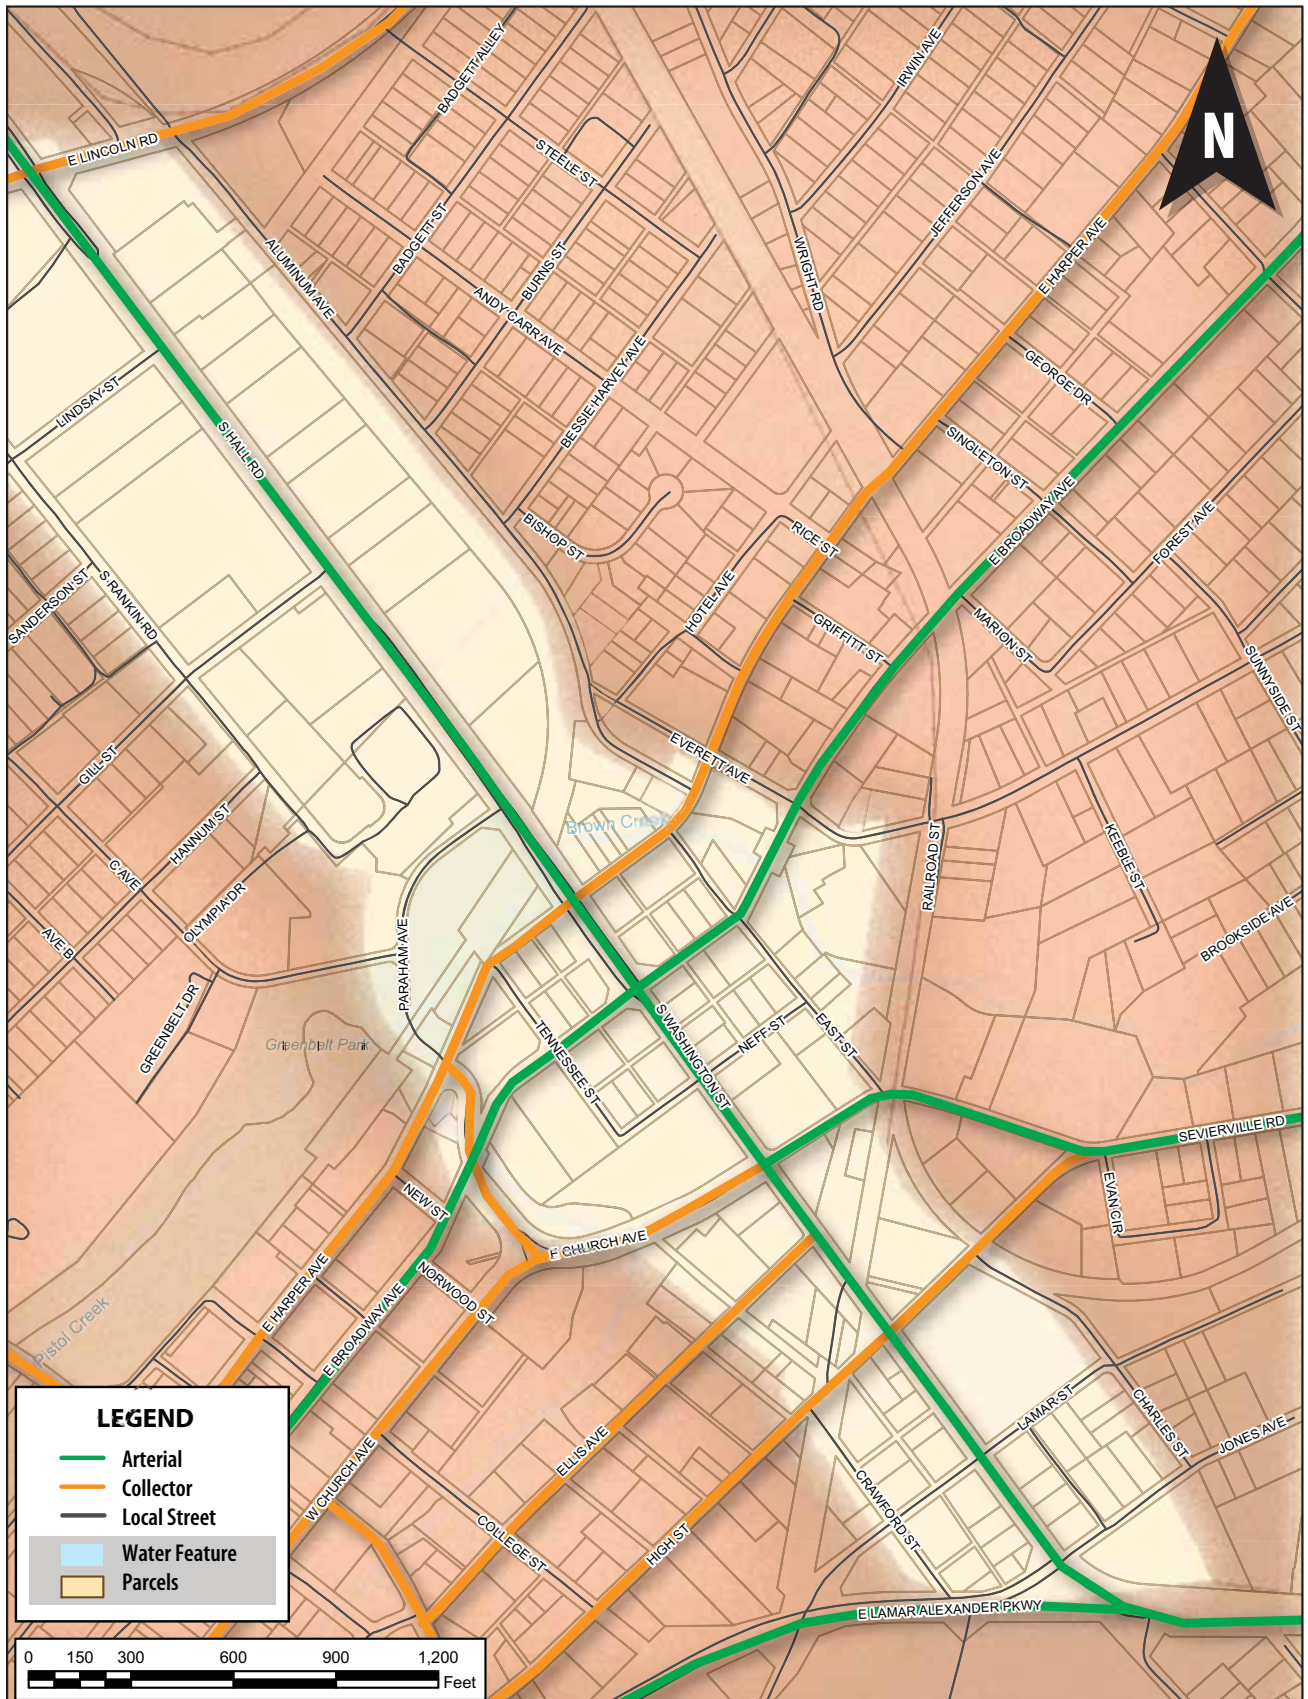 BADGETT ALLEY
IRWIN AVE
N
E LINCOLN RD
STEELE ST
JEFFERSON AVE
BADGETT ST
ALUMINUM AVE
BURNS ST
WRIGHT RD
E HARPER AVE
ANDY CARR AVE
BESSIE HARVEY AVE
GEORGE DR
LINDSAY ST
S HALL RD
SINGLETON ST
E BROADWAY AVE
BISHOP ST
RICE ST
FOREST AVE
SANDERSON ST
S RANKIN RD
HOTEL AVE
GRIFFITT ST
MARION ST
SUNNYSIDE ST
GILL ST
EVERETT AVE
HANNUM ST
Brown Creek
C AVE
OLYMPIA DR
RAILROAD ST
KEEBLE ST
AVE B
PARAHAM AVE
BROOKSIDE AVE
GREENBELT DR
Greenbelt Park
TENNESSEE ST
S WASHINGTON ST
NEFF ST
EAST ST
SEVIERVILLE RD
NEW ST
EVAN CIR
E CHURCH AVE
E HARPER AVE
E BROADWAY AVE
NORWOOD ST
Pistol Creek
LAMAR ST
CHARLES ST
JONES AVE
W CHURCH AVE
ELLIS AVE
COLLEGE ST
HIGH ST
CRAWFORD ST
E LAMAR ALEXANDER PKWY
LEGEND
Arterial
Collector
Local Street
Water Feature
Parcels
0 150 300 600 900 1,200
Feet